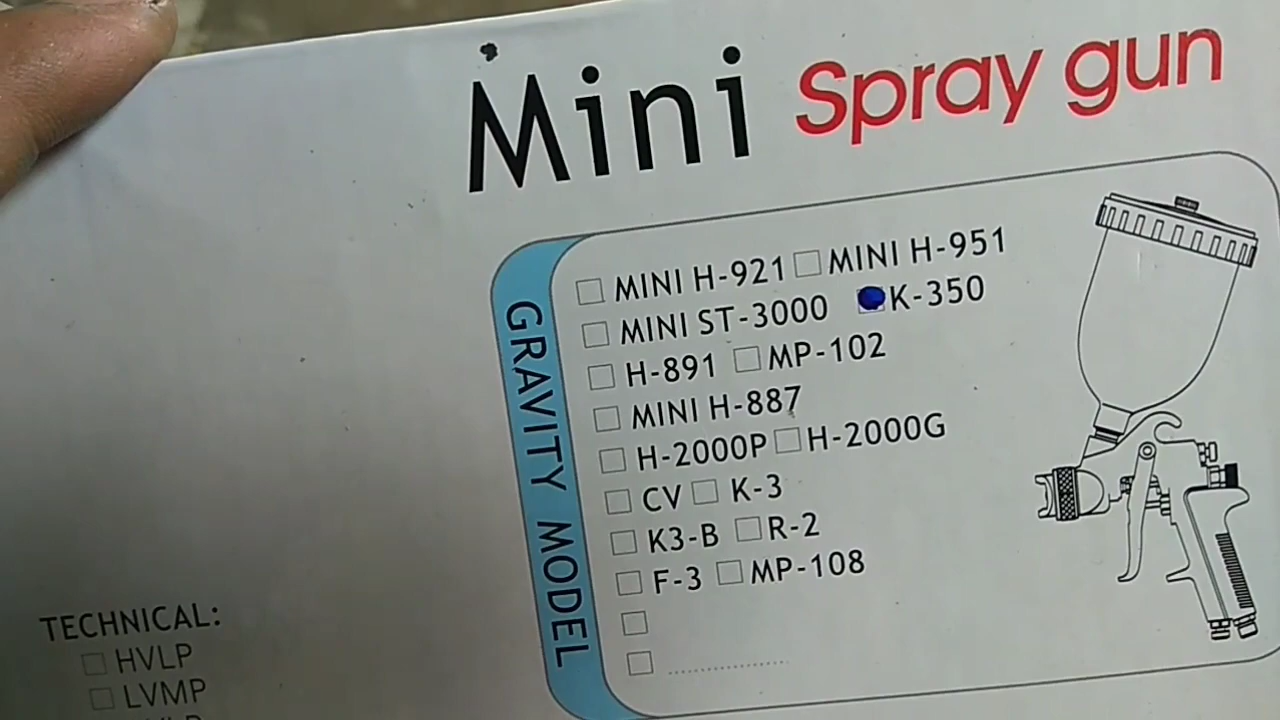 Mini Spray gun
GRAVITY MODEL
MINI H-921 MINI H-951
MINI ST-3000 K-350
H-891 MP-102
MINI H-887
H-2000P H-2000G
CV K-3
K3-B R-2
F-3 MP-108
TECHNICAL:
HVLP
LVMP